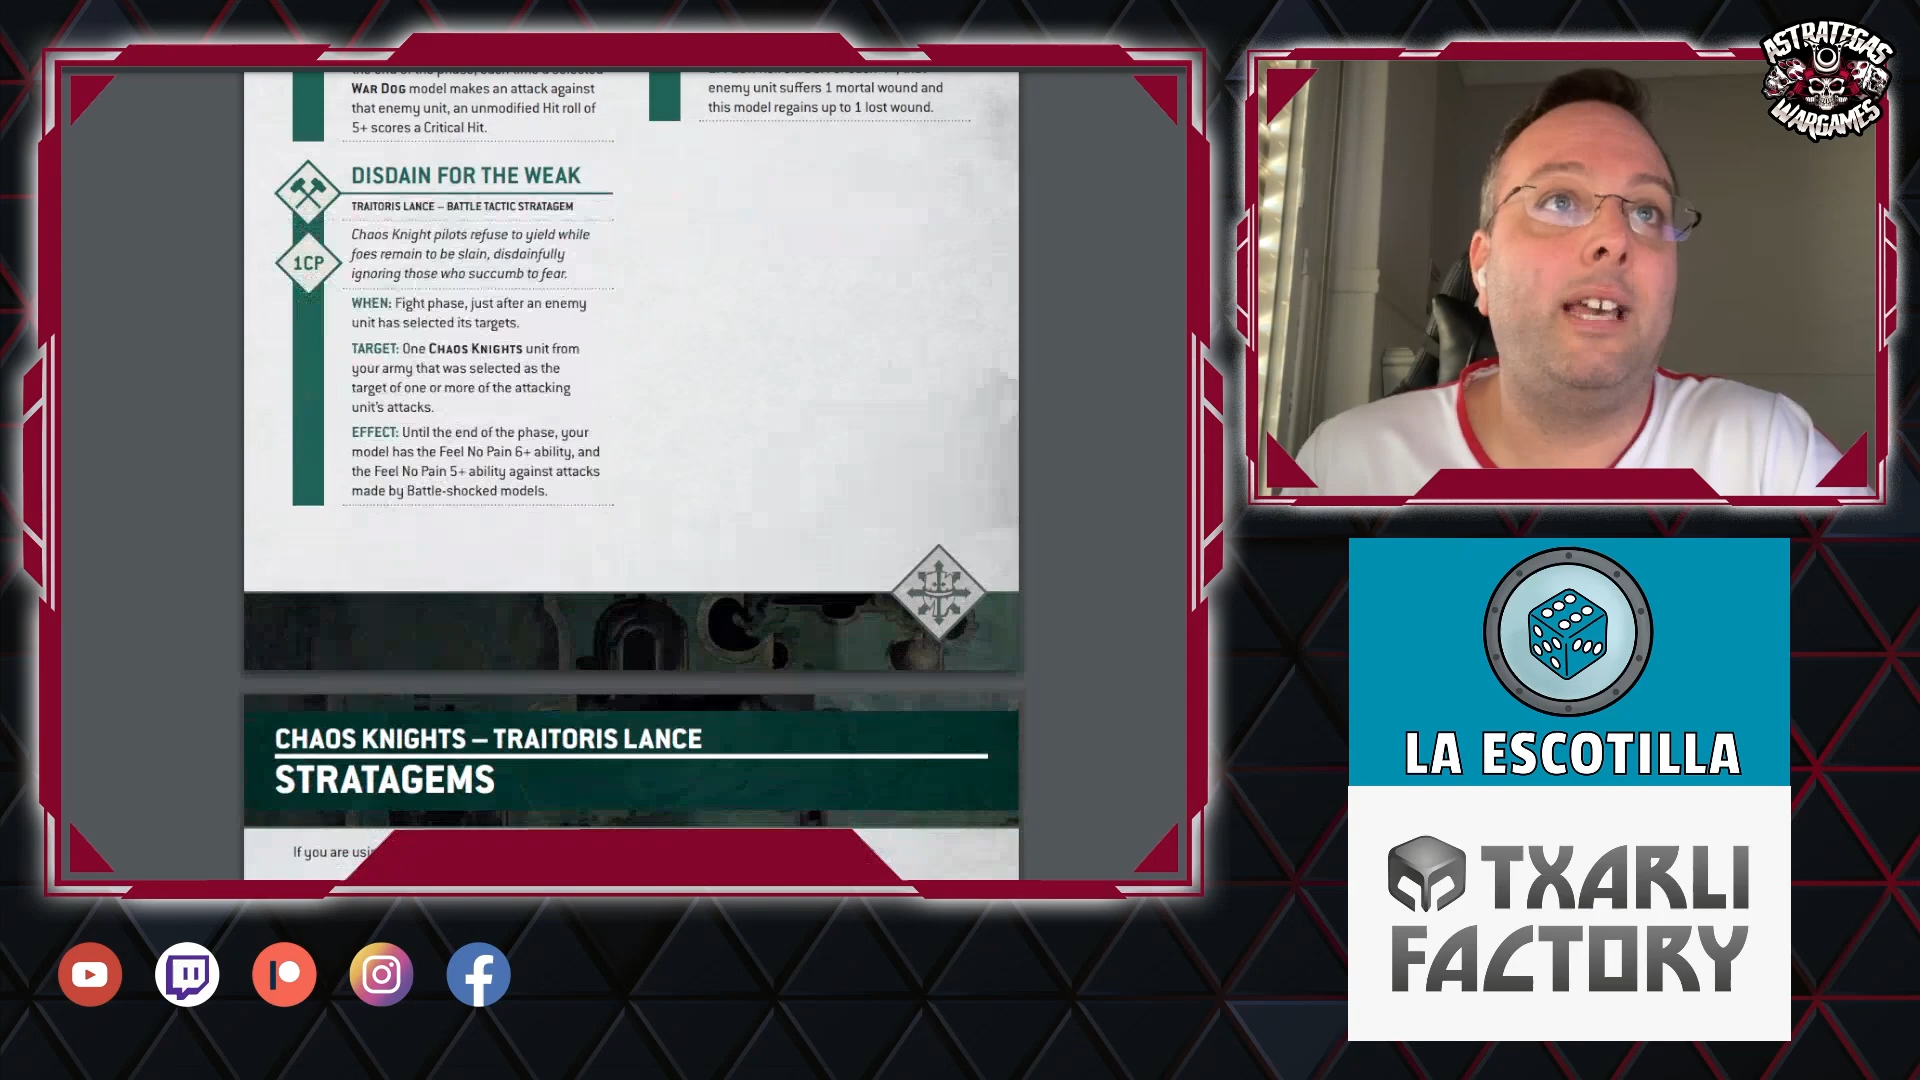 WAR DOG model makes an attack against
that enemy unit, an unmodified Hit roll of
5+ scores a Critical Hit.
enemy unit suffers 1 mortal wound and
this model regains up to 1 lost wound.
DISDAIN FOR THE WEAK
TRAITORIS LANCE – BATTLE TACTIC STRATAGEM
Chaos Knight pilots refuse to yield while
foes remain to be slain, disdainfully
ignoring those who succumb to fear.
1CP
WHEN: Fight phase, just after an enemy
unit has selected its targets.
TARGET: One CHAOS KNIGHTS unit from
your army that was selected as the
target of one or more of the attacking
unit's attacks.
EFFECT: Until the end of the phase, your
model has the Feel No Pain 6+ ability, and
the Feel No Pain 5+ ability against attacks
made by Battle-shocked models.
CHAOS KNIGHTS – TRAITORIS LANCE
STRATAGEMS
If you are
ASTRATEGAS
WARGAMES
LA ESCOTILLA
TXARLI
FACTORY